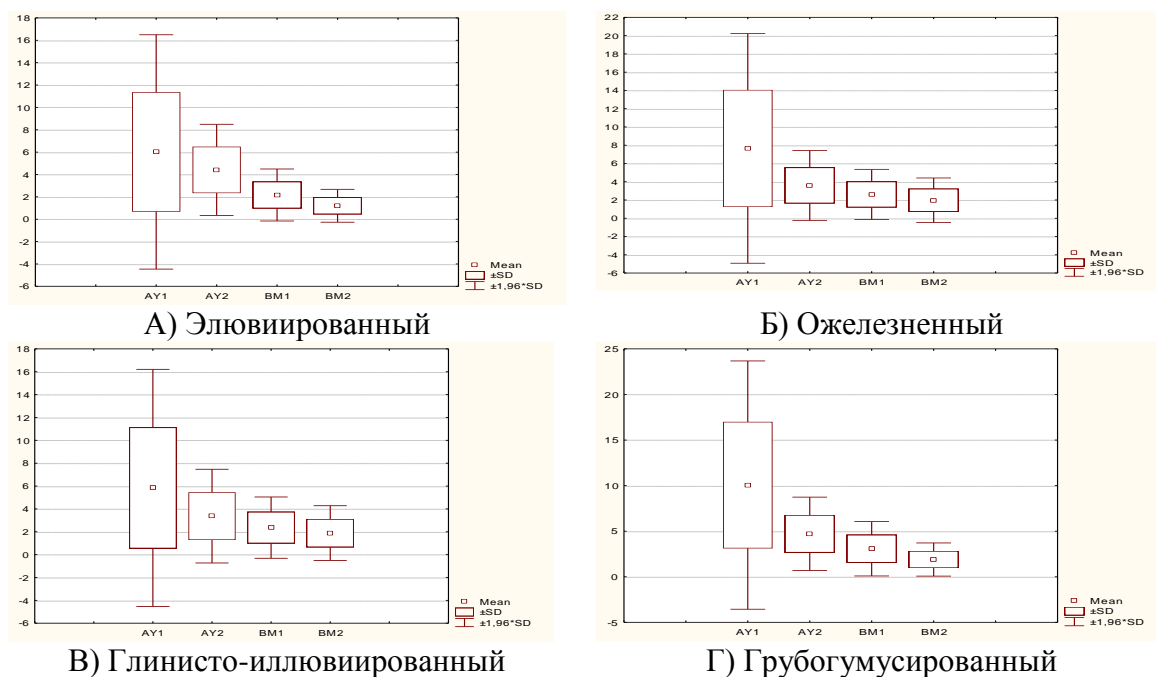 18
16
14
12
10
8
6
4
2
0
-2
-4
-6
AY1 AY2 BM1 BM2
Mean
±SD
±1,96*SD
А) Элювиированный
22
20
18
16
14
12
10
8
6
4
2
0
-2
-4
-6
AY1 AY2 BM1 BM2
Mean
±SD
±1,96*SD
Б) Ожелезненный
18
16
14
12
10
8
6
4
2
0
-2
-4
-6
AY1 AY2 BM1 BM2
Mean
±SD
±1,96*SD
В) Глинисто-иллювиированный
25
20
15
10
5
0
-5
AY1 AY2 BM1 BM2
Mean
±SD
±1,96*SD
Г) Грубогумусированный